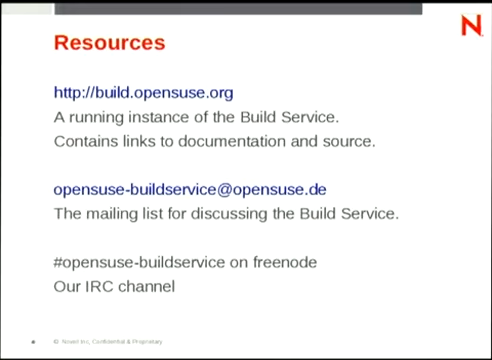 N
Resources
http://build.opensuse.org
A running instance of the Build Service.
Contains links to documentation and source.
opensuse-buildservice@opensuse.de
The mailing list for discussing the Build Service.
#opensuse-buildservice on freenode
Our IRC channel
© Novell Inc, Confidential & Proprietary